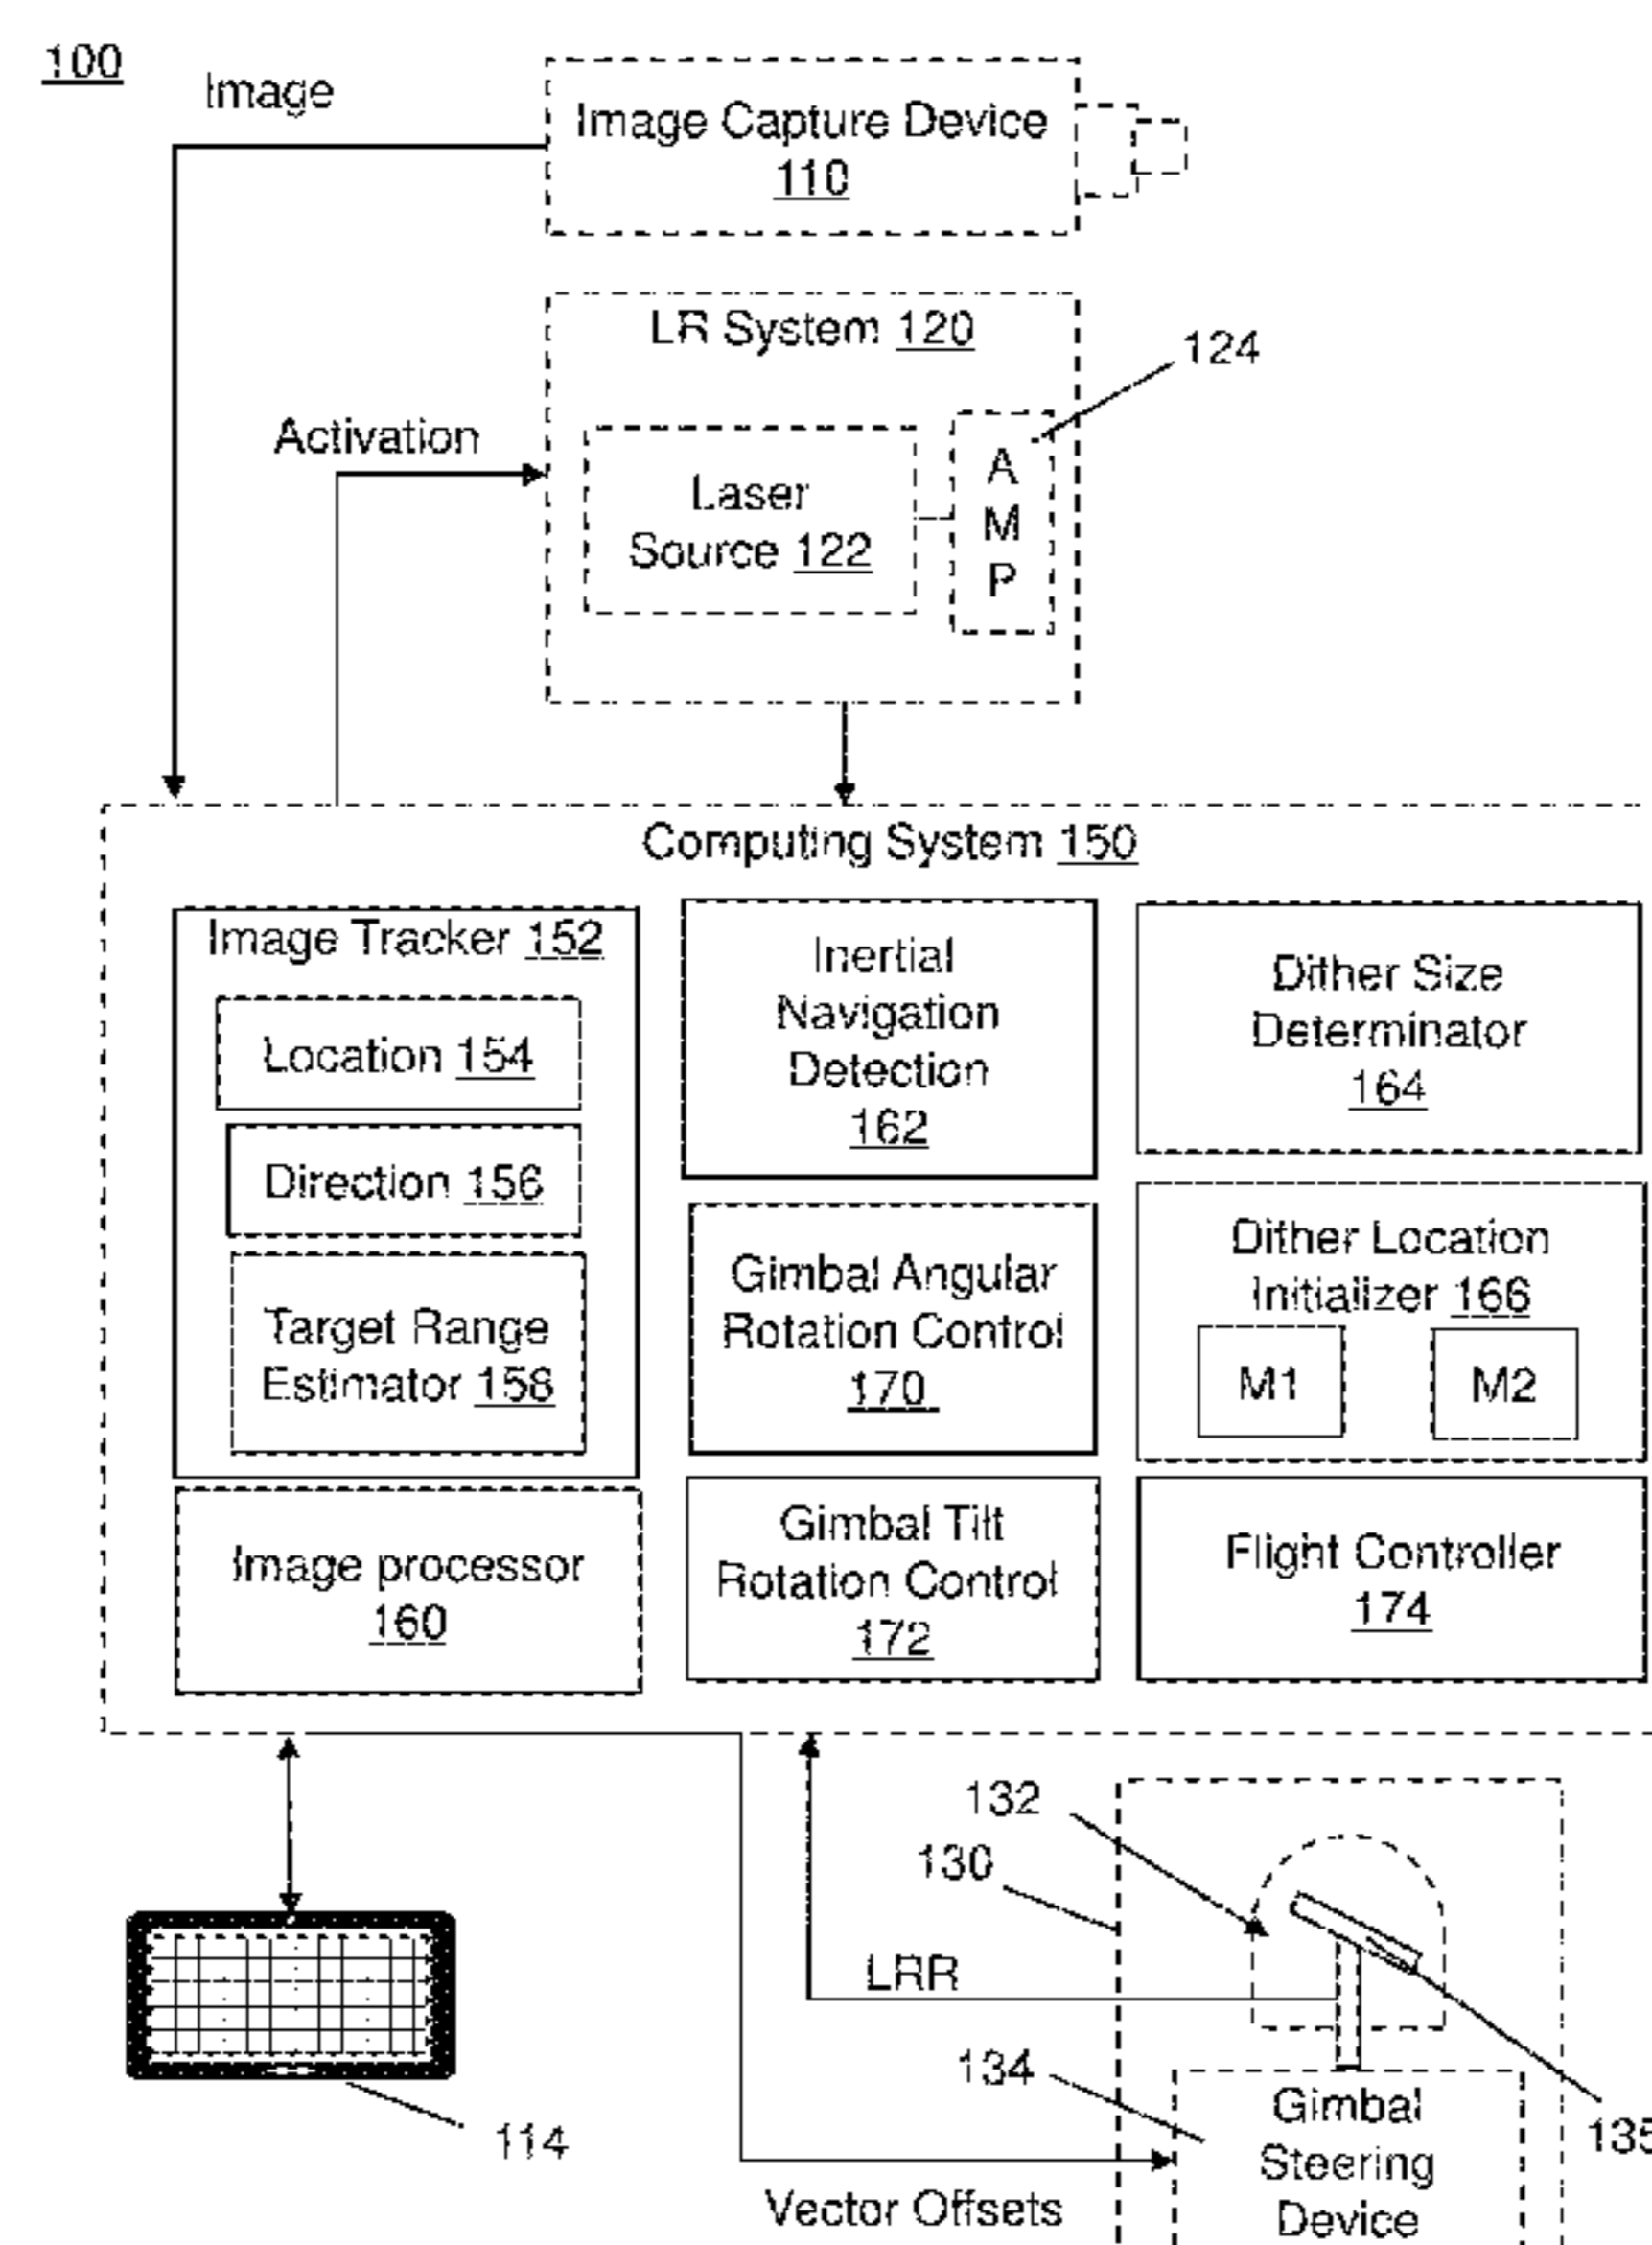 100
Image
Image Capture Device
110
LR System 120
124
Activation
Laser
Source 122
A
M
P
Computing System 150
Image Tracker 152
Location 154
Direction 156
Target Range
Estimator 158
Image processor
160
Inertial
Navigation
Detection
162
Gimbal Angular
Rotation Control
170
Gimbal Tilt
Rotation Control
172
Dither Size
Determinator
164
Dither Location
Initializer 166
M1
M2
Flight Controller
174
132
130
LRR
134
135
114
Gimbal
Steering
Device
Vector Offsets